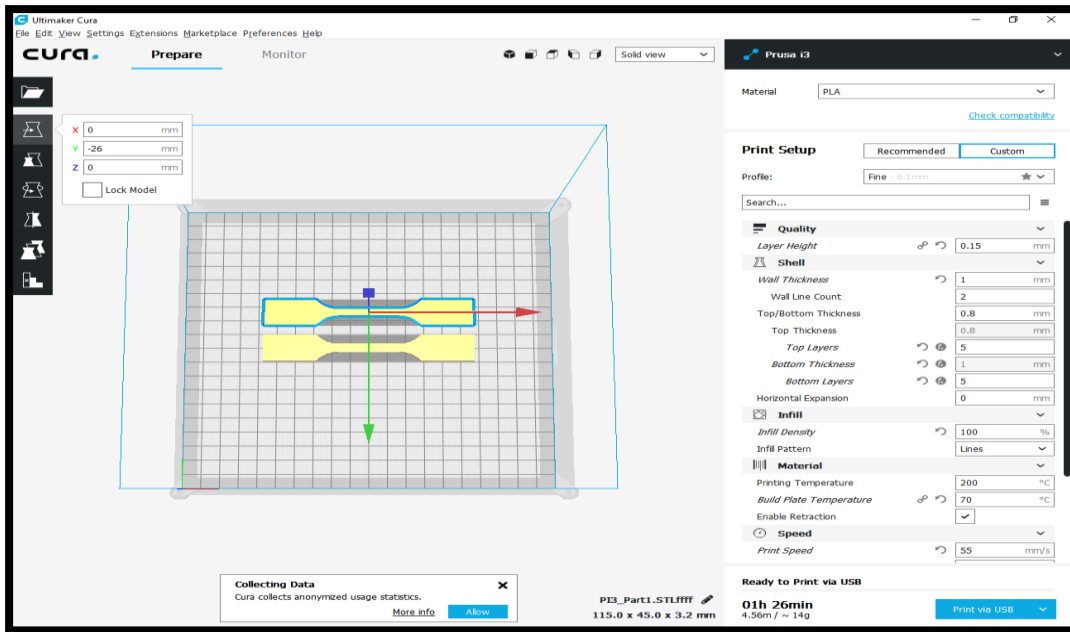 Ultimaker Cura
File Edit View Settings Extensions Marketplace Preferences Help
cura. Prepare Monitor Solid view
Prusa i3
Material PLA
Check compatibility
X 0 mm
Y -26 mm
Z 0 mm
Lock Model
Print Setup Recommended Custom
Profile: Fine - 0.1mm
Search...
Quality
Layer Height 0.15 mm
Shell
Wall Thickness 1 mm
Wall Line Count 2
Top/Bottom Thickness 0.8 mm
Top Thickness 0.8 mm
Top Layers 5
Bottom Thickness 1 mm
Bottom Layers 5
Horizontal Expansion 0 mm
Infill
Infill Density 100 %
Infill Pattern Lines
Material
Printing Temperature 200 °C
Build Plate Temperature 70 °C
Enable Retraction
Speed
Print Speed 55 mm/s
Collecting Data
Cura collects anonymized usage statistics.
More info Allow
PI3_Part1.STLffff
115.0 x 45.0 x 3.2 mm
Ready to Print via USB
01h 26min
4.56m / ~ 14g
Print via USB